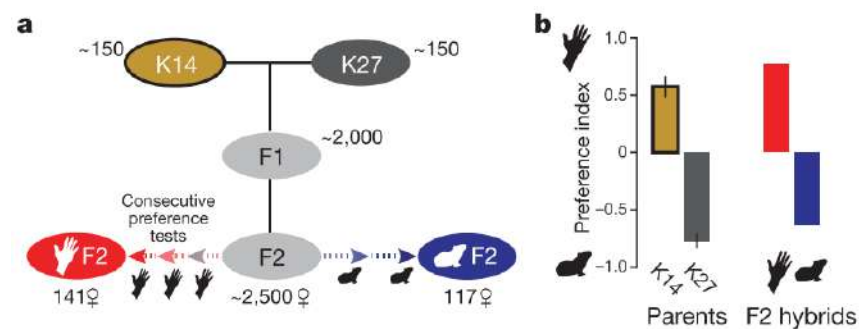 a
~150
K14
K27
~150
F1
~2,000
Consecutive
preference
tests
F2
F2
F2
141♀
~2,500 ♀
117♀
b
Preference index
1.0
0.5
0
−0.5
−1.0
K14
K27
Parents
F2 hybrids